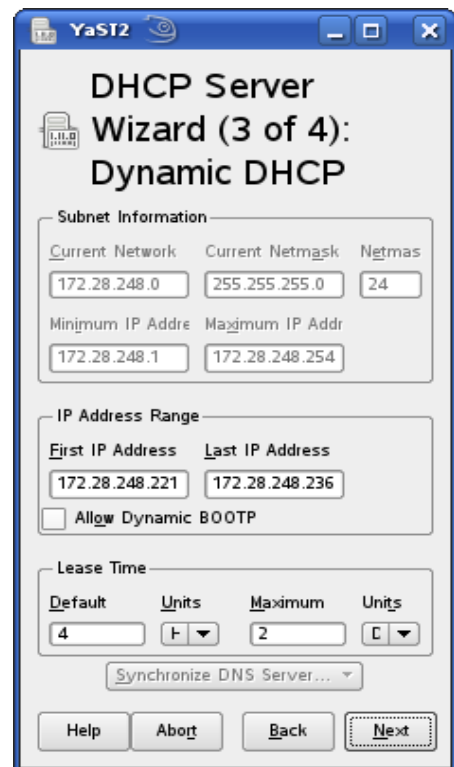 YaST2
DHCP Server
Wizard (3 of 4):
Dynamic DHCP
Subnet Information
Current Network Current Netmask Netmas
172.28.248.0 255.255.255.0 24
Minimum IP Addre Maximum IP Addr
172.28.248.1 172.28.248.254
IP Address Range
First IP Address Last IP Address
172.28.248.221 172.28.248.236
Allow Dynamic BOOTP
Lease Time
Default Units Maximum Units
4 H 2 D
Synchronize DNS Server...
Help Abort Back Next